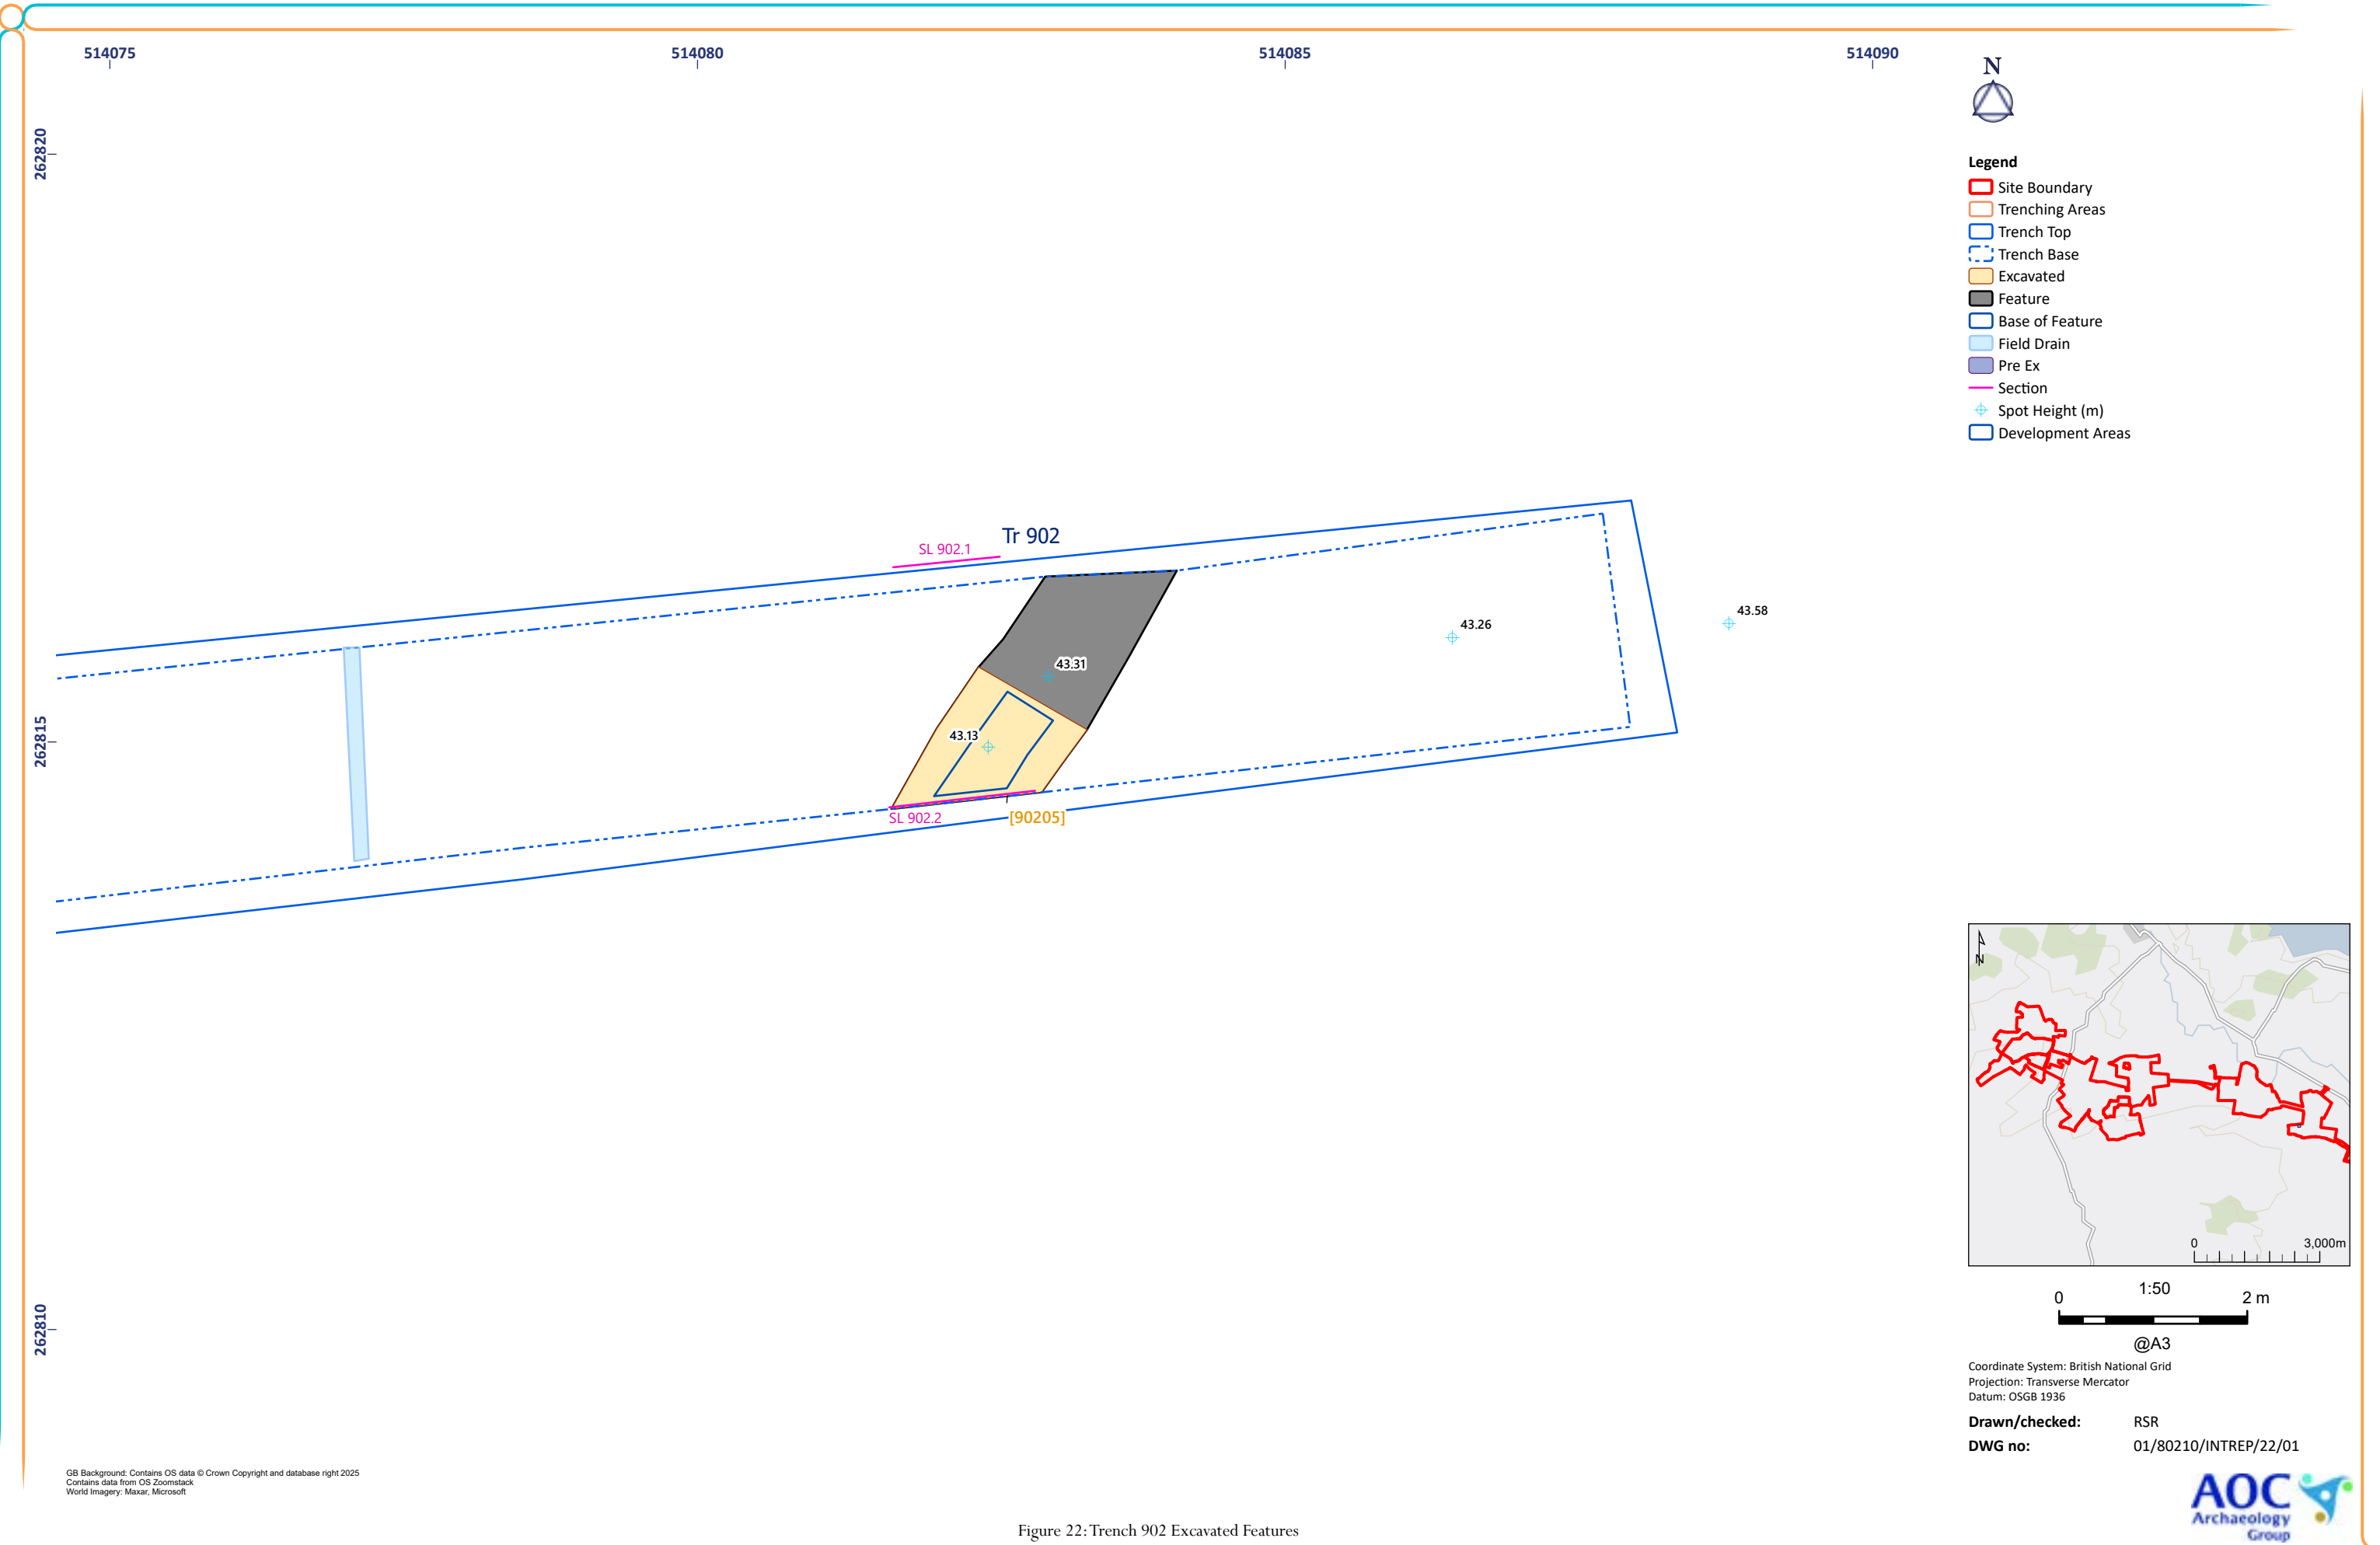 514075
514080
514085
514090
262820
262815
262810
N
Legend
Site Boundary
Trenching Areas
Trench Top
Trench Base
Excavated
Feature
Base of Feature
Field Drain
Pre Ex
Section
Spot Height (m)
Development Areas
Tr 902
SL 902.1
43.58
43.26
43.31
43.13
SL 902.2
[90205]
N
0 3,000m
1:50
0 2 m
@A3
Coordinate System: British National Grid
Projection: Transverse Mercator
Datum: OSGB 1936
Drawn/checked: RSR
DWG no: 01/80210/INTREP/22/01
GB Background: Contains OS data © Crown Copyright and database right 2025
Contains data from OS Zoomstack
World Imagery: Maxar, Microsoft
AOC
Archaeology
Group
Figure 22: Trench 902 Excavated Features